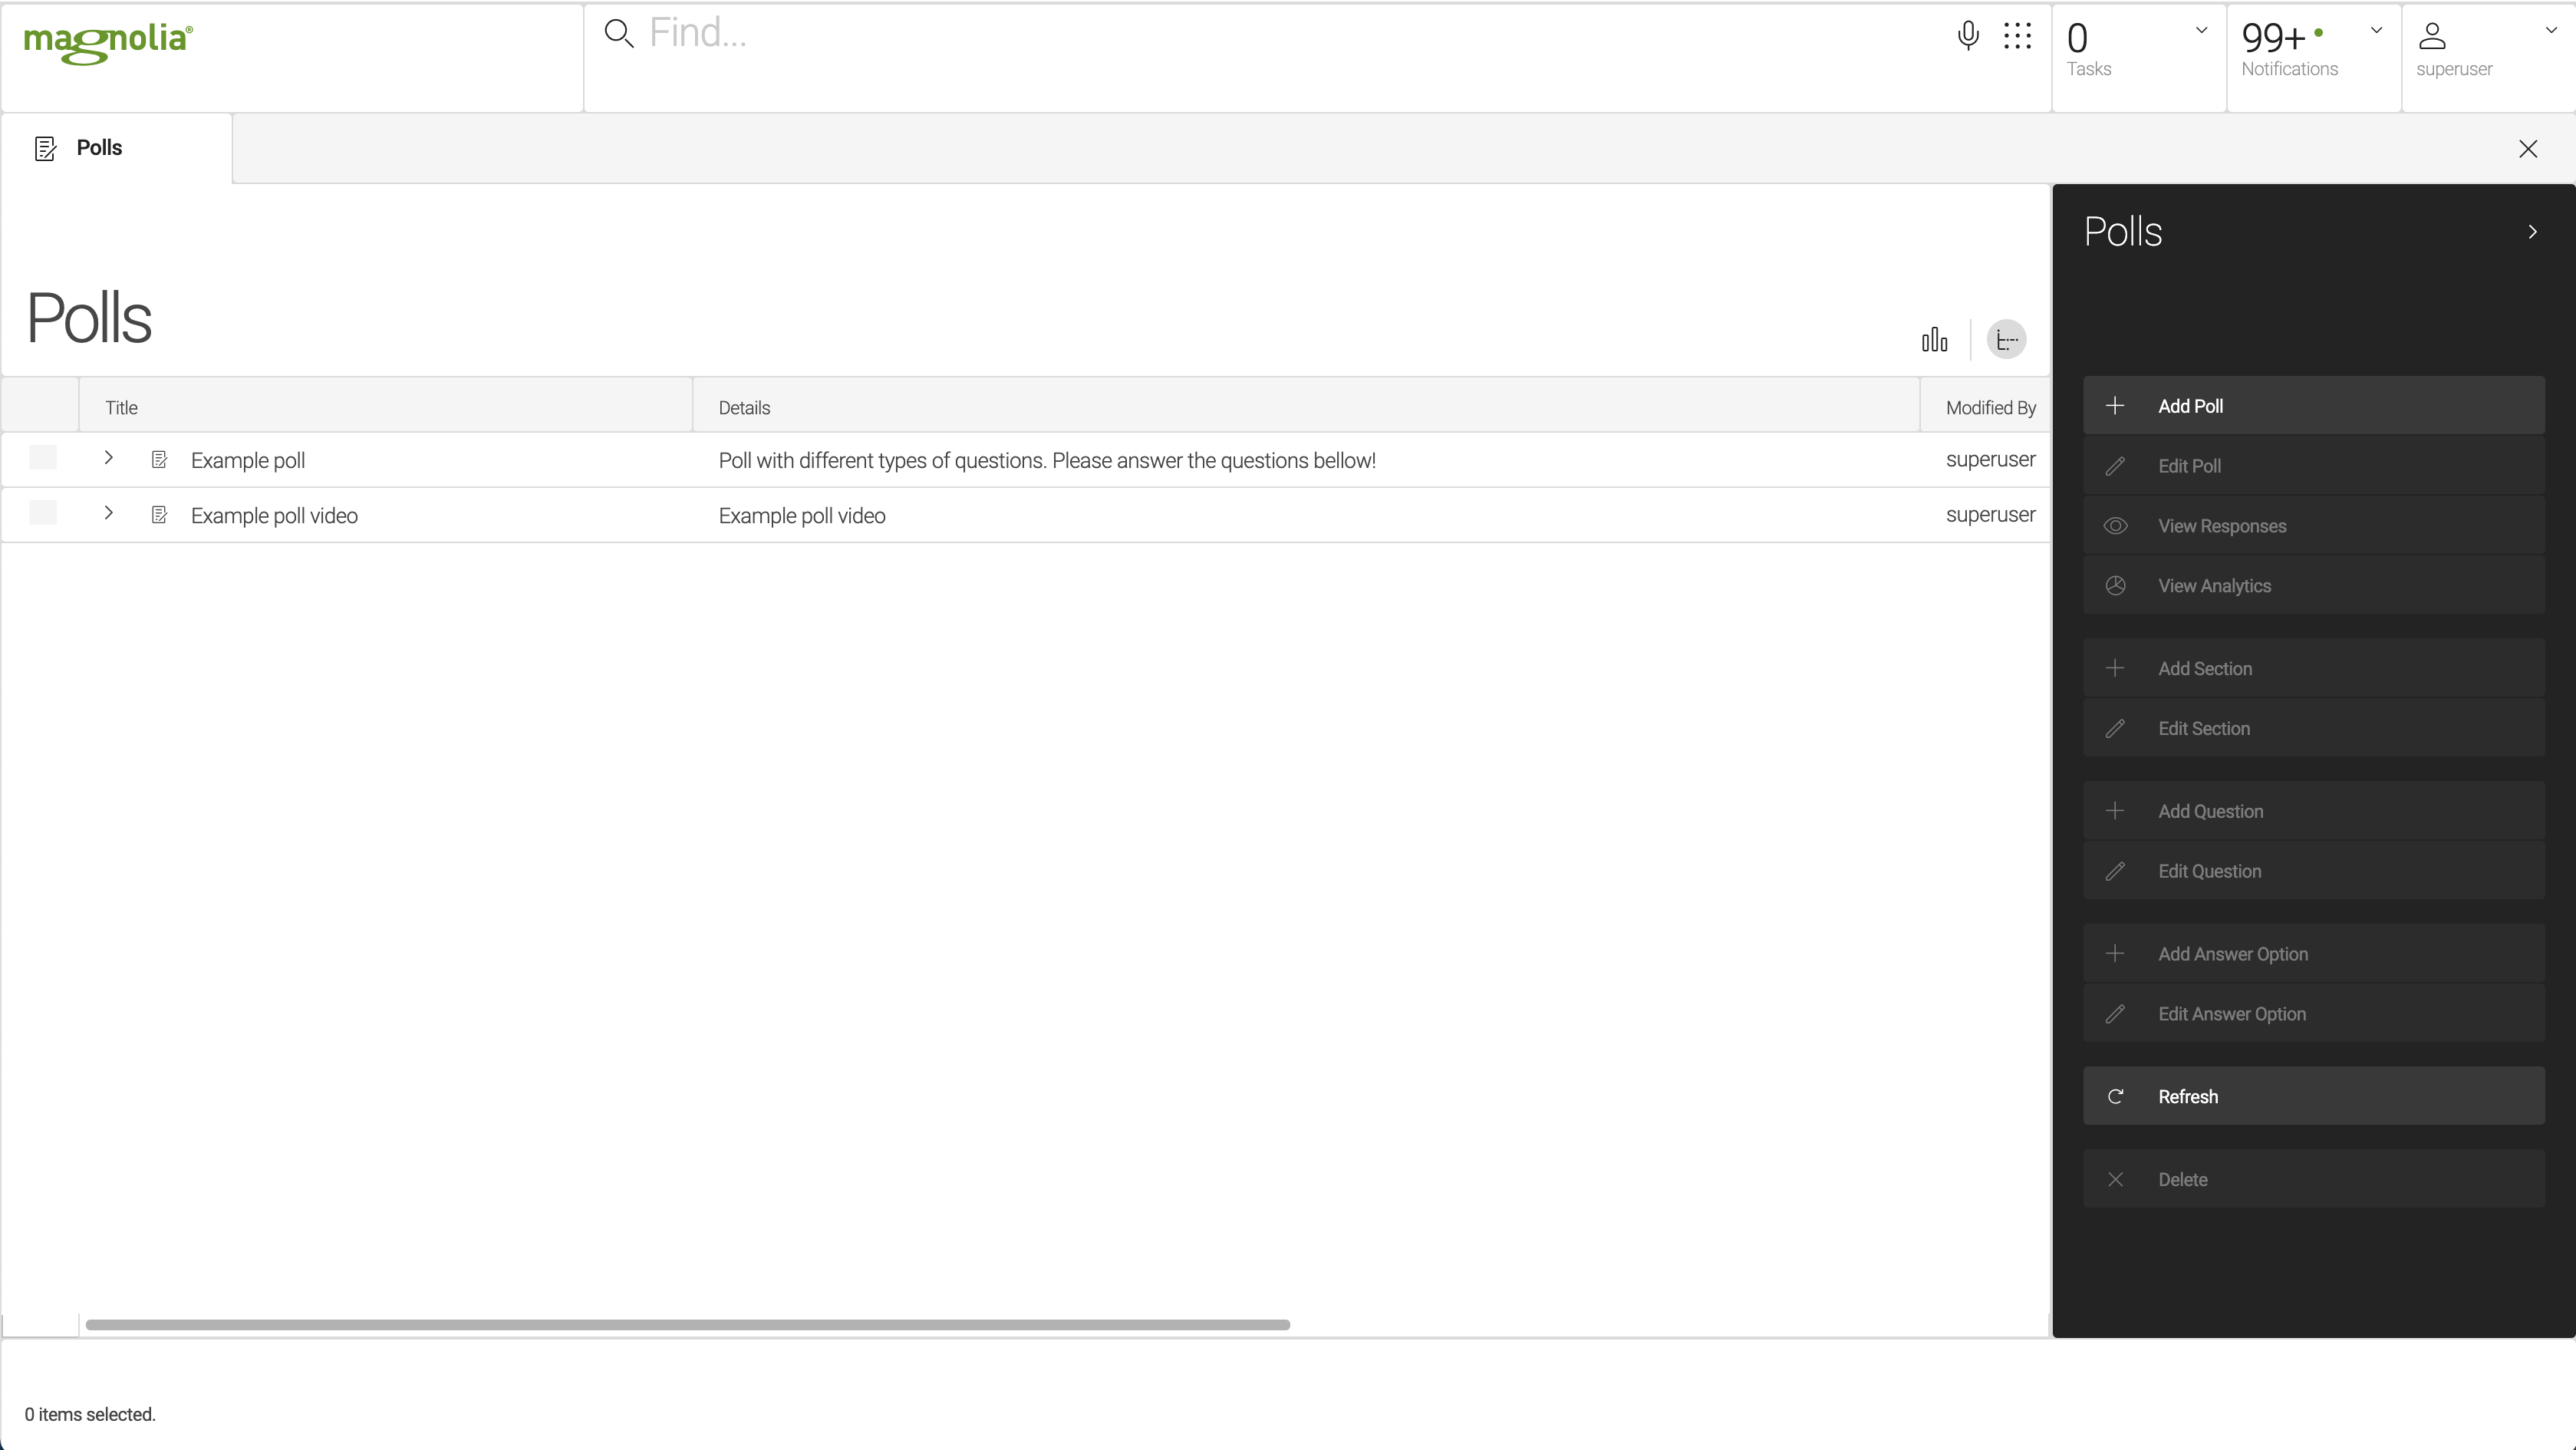 magnolia®
Find...
0
Tasks
99+
Notifications
superuser
Polls
Polls
Polls
Title
Details
Modified By
Example poll
Poll with different types of questions. Please answer the questions bellow!
superuser
Example poll video
Example poll video
superuser
Add Poll
Edit Poll
View Responses
View Analytics
Add Section
Edit Section
Add Question
Edit Question
Add Answer Option
Edit Answer Option
Refresh
Delete
0 items selected.